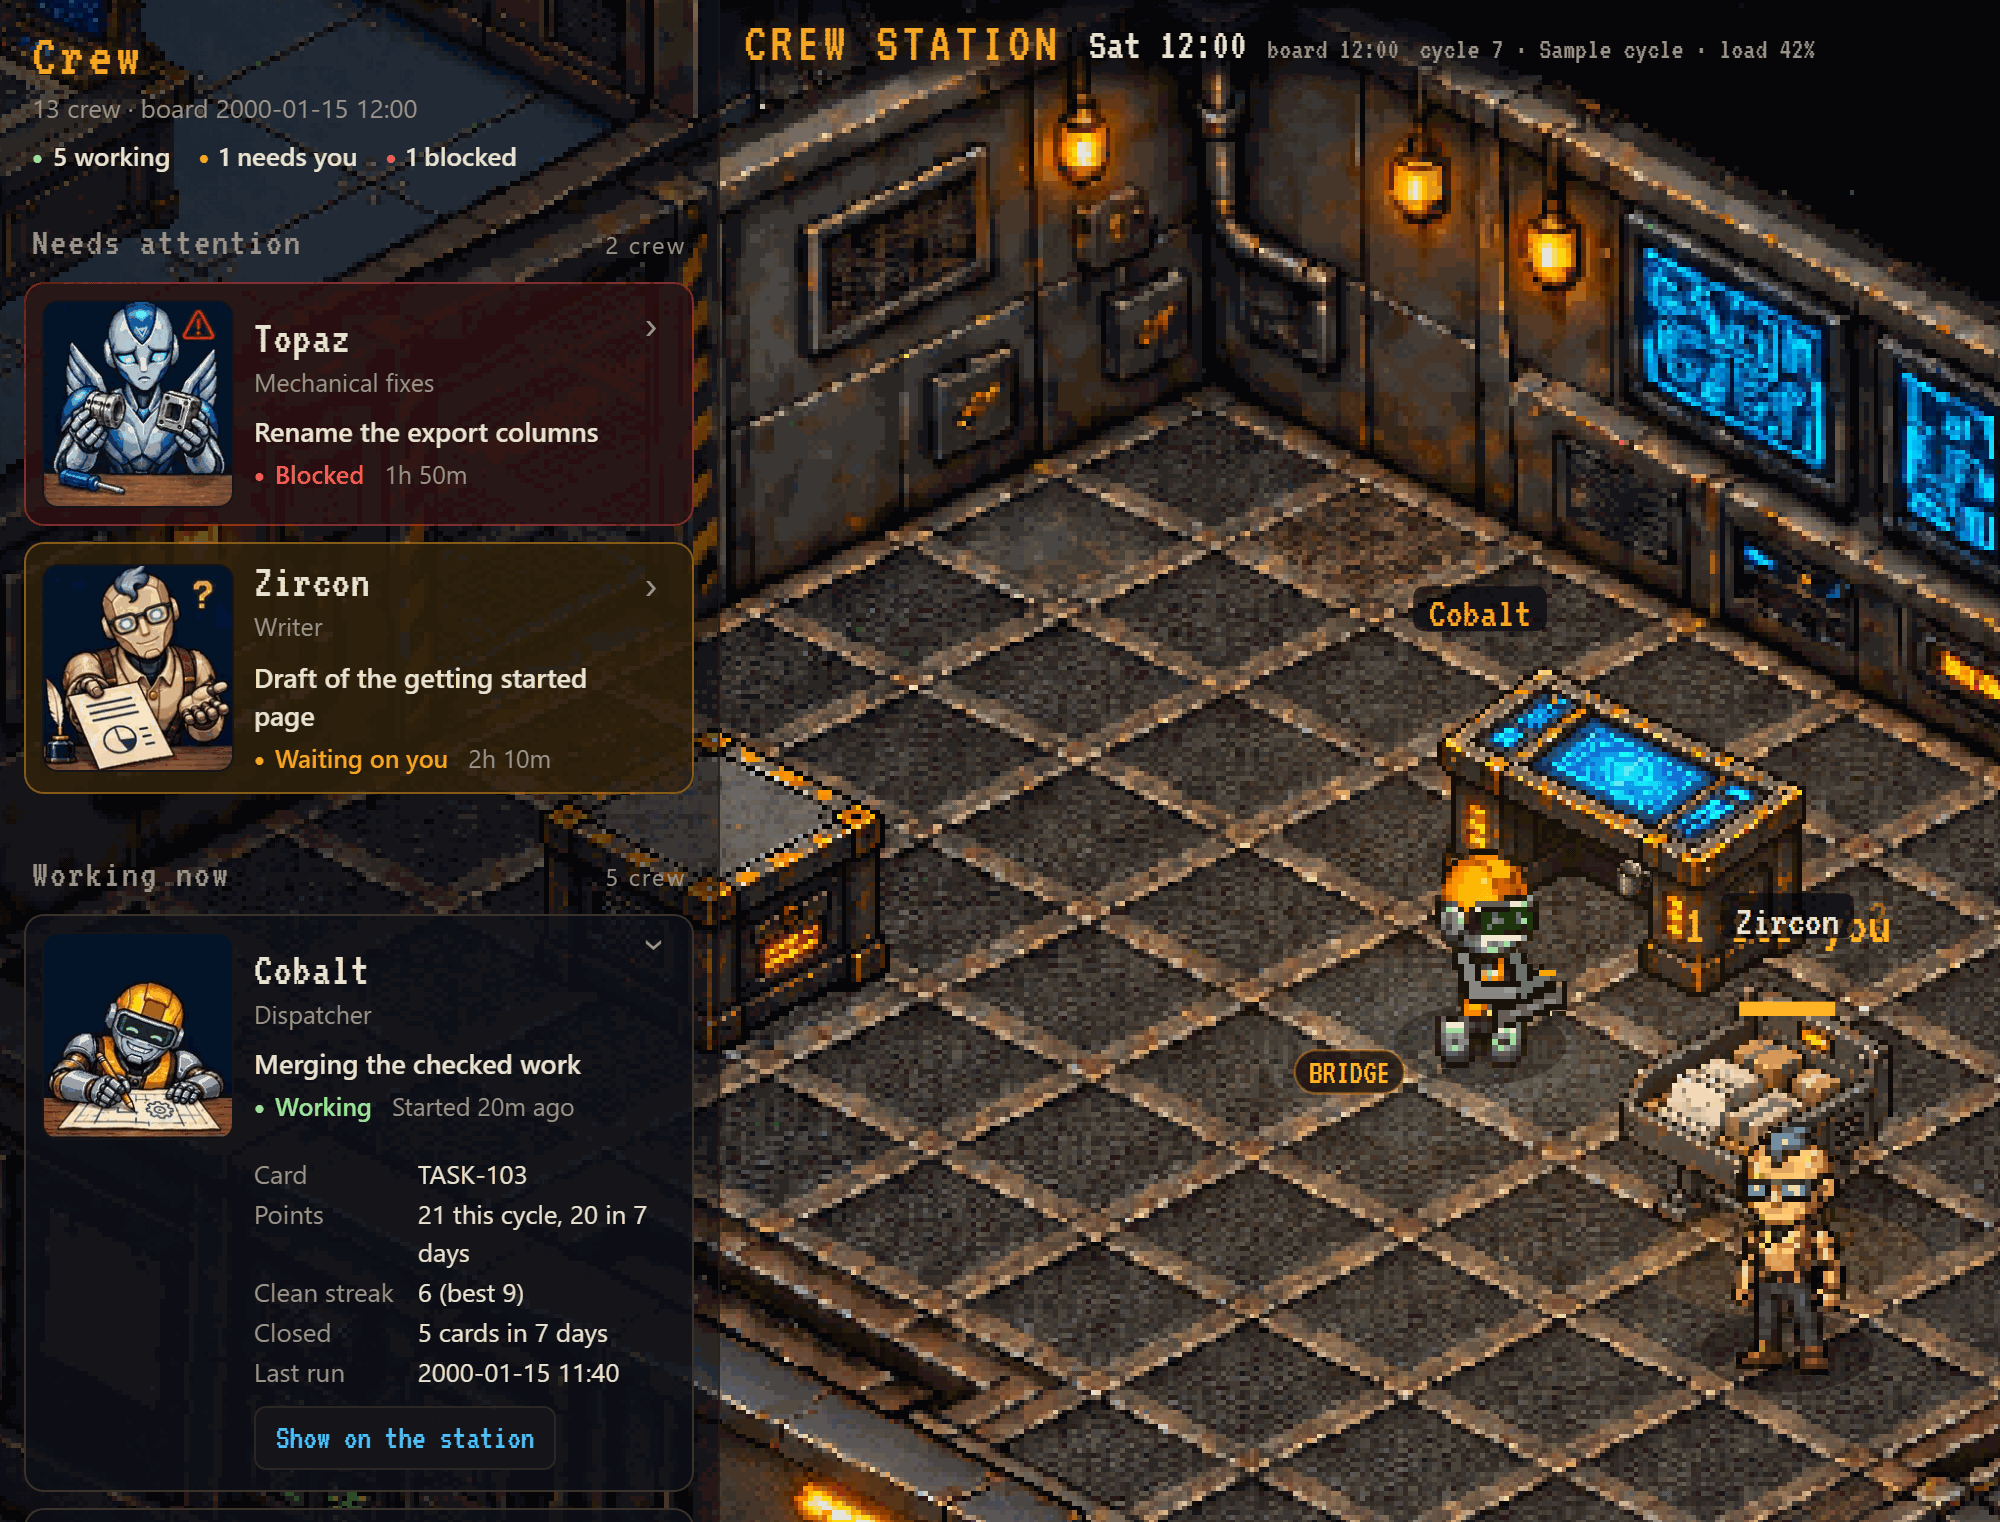 Crew
13 crew · board 2000-01-15 12:00
• 5 working • 1 needs you • 1 blocked
Needs attention 2 crew
Topaz
Mechanical fixes
Rename the export columns
• Blocked 1h 50m
?
Zircon
Writer
Draft of the getting started
page
• Waiting on you 2h 10m
Working now 5 crew
Cobalt
Dispatcher
Merging the checked work
• Working Started 20m ago
Card TASK-103
Points 21 this cycle, 20 in 7
days
Clean streak 6 (best 9)
Closed 5 cards in 7 days
Last run 2000-01-15 11:40
Show on the station
CREW STATION Sat 12:00 board 12:00 cycle 7 · Sample cycle · load 42%
Cobalt
1
Zircon
BRIDGE